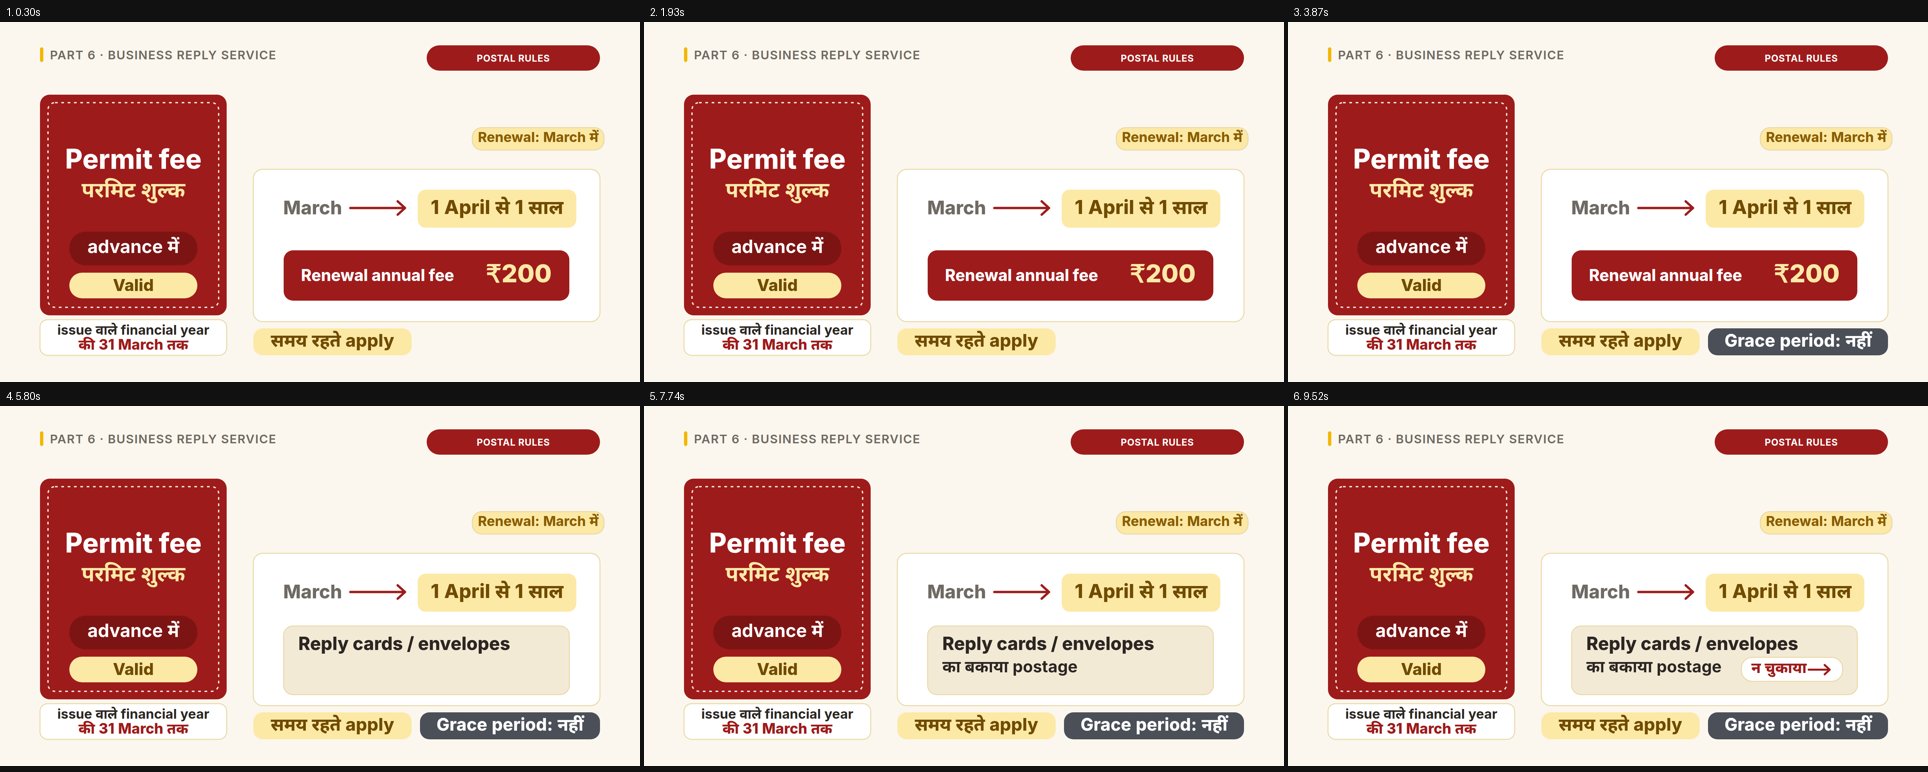 1. 0.30s
PART 6 · BUSINESS REPLY SERVICE
POSTAL RULES
Permit fee
परमिट शुल्क
advance में
Valid
issue वाले financial year
की 31 March तक
Renewal: March में
March
1 April से 1 साल
Renewal annual fee ₹200
समय रहते apply
2. 1.93s
PART 6 · BUSINESS REPLY SERVICE
POSTAL RULES
Permit fee
परमिट शुल्क
advance में
Valid
issue वाले financial year
की 31 March तक
Renewal: March में
March
1 April से 1 साल
Renewal annual fee ₹200
समय रहते apply
3. 3.87s
PART 6 · BUSINESS REPLY SERVICE
POSTAL RULES
Permit fee
परमिट शुल्क
advance में
Valid
issue वाले financial year
की 31 March तक
Renewal: March में
March
1 April से 1 साल
Renewal annual fee ₹200
समय रहते apply
Grace period: नहीं
4. 5.80s
PART 6 · BUSINESS REPLY SERVICE
POSTAL RULES
Permit fee
परमिट शुल्क
advance में
Valid
issue वाले financial year
की 31 March तक
Renewal: March में
March
1 April से 1 साल
Reply cards / envelopes
समय रहते apply
Grace period: नहीं
5. 7.74s
PART 6 · BUSINESS REPLY SERVICE
POSTAL RULES
Permit fee
परमिट शुल्क
advance में
Valid
issue वाले financial year
की 31 March तक
Renewal: March में
March
1 April से 1 साल
Reply cards / envelopes
का बकाया postage
समय रहते apply
Grace period: नहीं
6. 9.52s
PART 6 · BUSINESS REPLY SERVICE
POSTAL RULES
Permit fee
परमिट शुल्क
advance में
Valid
issue वाले financial year
की 31 March तक
Renewal: March में
March
1 April से 1 साल
Reply cards / envelopes
का बकाया postage
न चुकाया
समय रहते apply
Grace period: नहीं